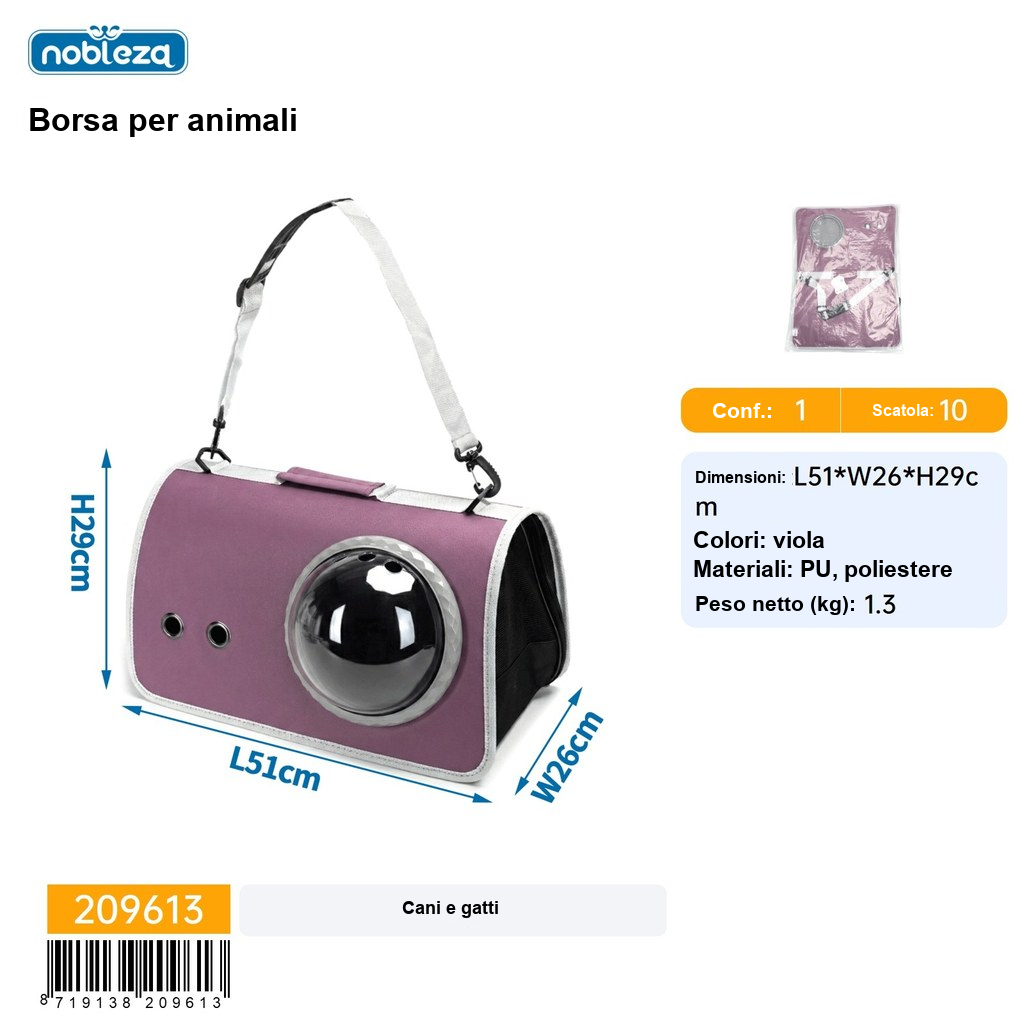 nobleza
Borsa per animali
Conf.: 1
Scatola: 10
Dimensioni: L51*W26*H29c
m
Colori: viola
Materiali: PU, poliestere
Peso netto (kg): 1.3
H29cm
L51cm
W26cm
209613
Cani e gatti
8 719138 209613